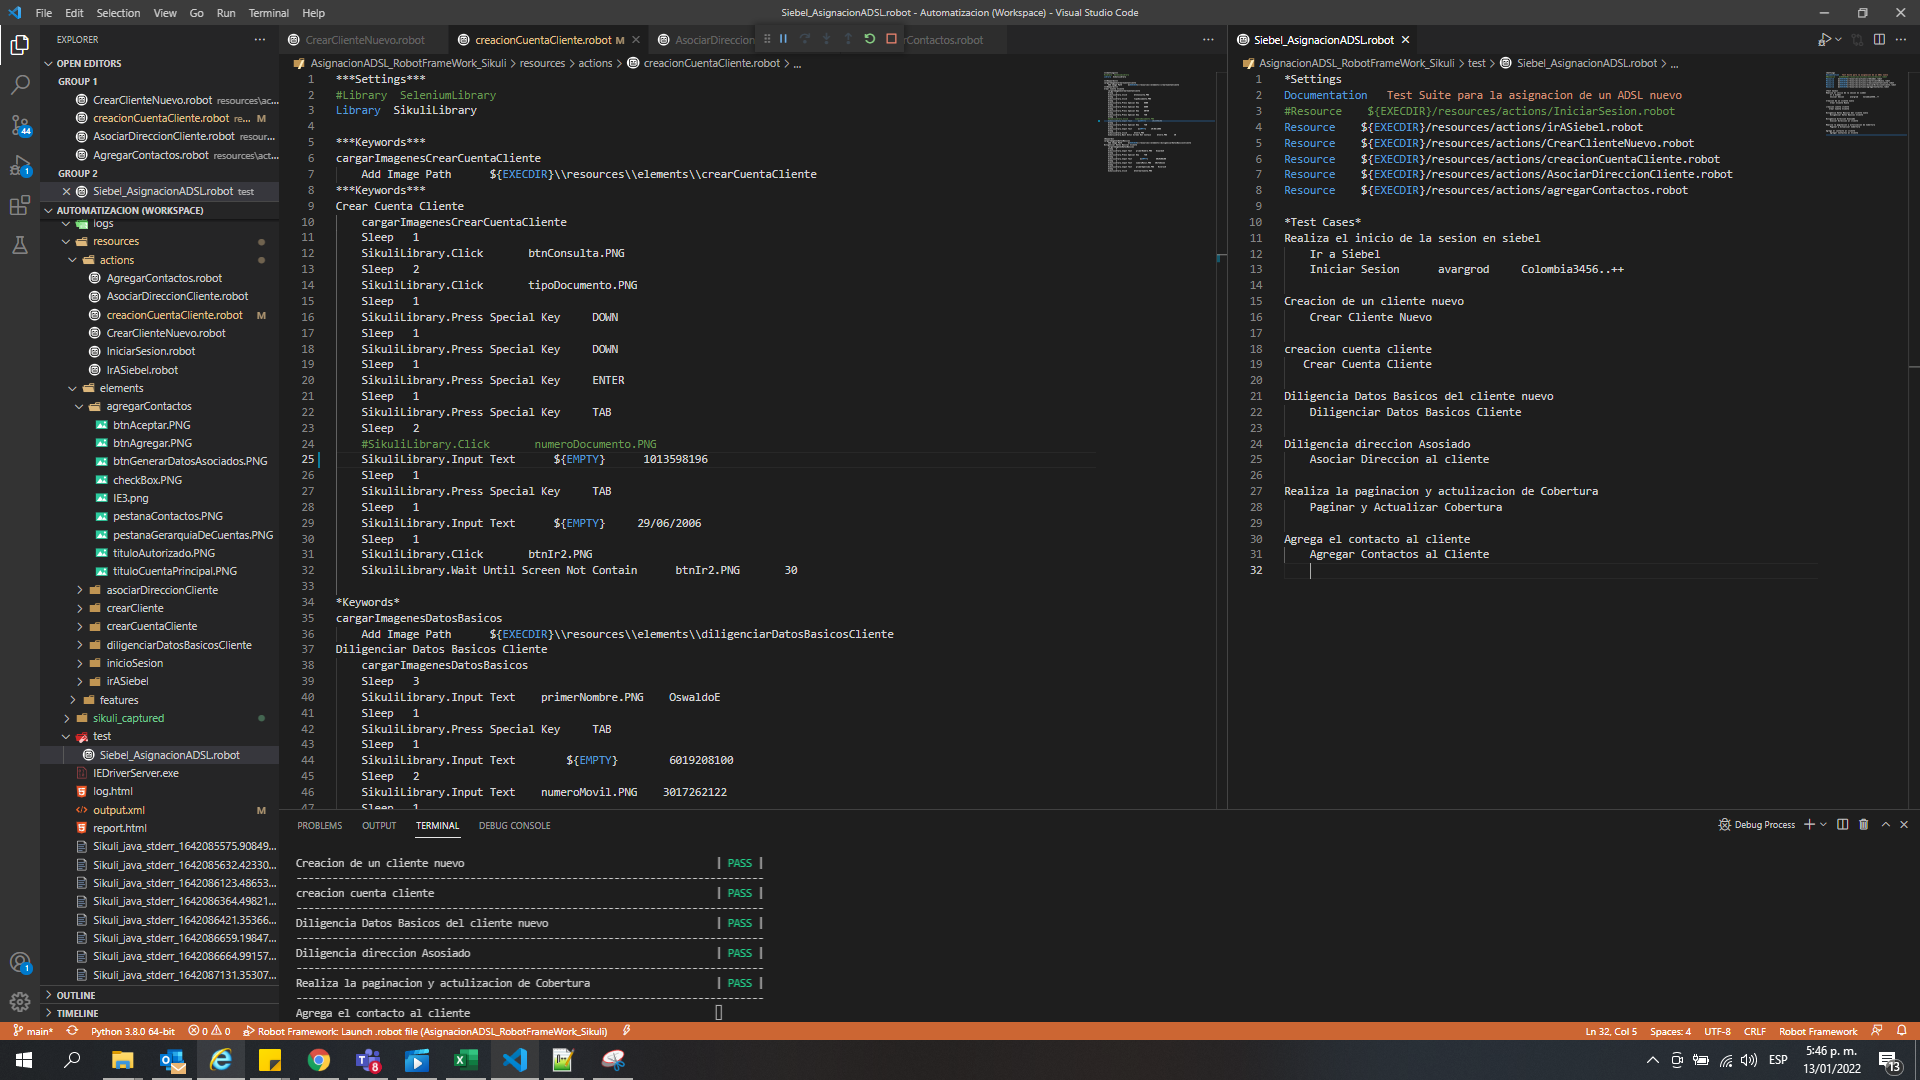 File Edit Selection View Go Run Terminal Help
Siebel_AsignacionADSL.robot - Automatizacion (Workspace) - Visual Studio Code
EXPLORER
OPEN EDITORS
GROUP 1
CrearClienteNuevo.robot resources\ac...
creacionCuentaCliente.robot re... M
AsociarDireccionCliente.robot resour...
AgregarContactos.robot resources\act...
GROUP 2
Siebel_AsignacionADSL.robot test
AUTOMATIZACION (WORKSPACE)
logs
resources
actions
AgregarContactos.robot
AsociarDireccionCliente.robot
creacionCuentaCliente.robot M
CrearClienteNuevo.robot
IniciarSesion.robot
IrASiebel.robot
elements
agregarContactos
btnAceptar.PNG
btnAgregar.PNG
btnGenerarDatosAsociados.PNG
checkBox.PNG
IE3.png
pestanaContactos.PNG
pestanaGerarquiaDeCuentas.PNG
tituloAutorizado.PNG
tituloCuentaPrincipal.PNG
asociarDireccionCliente
crearCliente
crearCuentaCliente
diligenciarDatosBasicosCliente
inicioSesion
irASiebel
features
sikuli_captured
test
Siebel_AsignacionADSL.robot
IEDriverServer.exe
log.html
output.xml M
report.html
Sikuli_java_stderr_1642085575.90849...
Sikuli_java_stderr_1642085632.42330...
Sikuli_java_stderr_1642086123.48653...
Sikuli_java_stderr_1642086364.49821...
Sikuli_java_stderr_1642086421.35366...
Sikuli_java_stderr_1642086659.19847...
Sikuli_java_stderr_1642086664.99157...
Sikuli_java_stderr_1642087131.35307...
OUTLINE
TIMELINE
44
1
1
CrearClienteNuevo.robot
creacionCuentaCliente.robot M
AsociarDireccion
Contactos.robot
AsignacionADSL_RobotFrameWork_Sikuli > resources > actions > creacionCuentaCliente.robot > ...
1 ***Settings***
2 #Library SeleniumLibrary
3 Library SikuliLibrary
4
5 ***Keywords***
6 cargarImagenesCrearCuentaCliente
7 Add Image Path ${EXECDIR}\\resources\\elements\\crearCuentaCliente
8 ***Keywords***
9 Crear Cuenta Cliente
10 cargarImagenesCrearCuentaCliente
11 Sleep 1
12 SikuliLibrary.Click btnConsulta.PNG
13 Sleep 2
14 SikuliLibrary.Click tipoDocumento.PNG
15 Sleep 1
16 SikuliLibrary.Press Special Key DOWN
17 Sleep 1
18 SikuliLibrary.Press Special Key DOWN
19 Sleep 1
20 SikuliLibrary.Press Special Key ENTER
21 Sleep 1
22 SikuliLibrary.Press Special Key TAB
23 Sleep 2
24 #SikuliLibrary.Click numeroDocumento.PNG
25 SikuliLibrary.Input Text ${EMPTY} 1013598196
26 Sleep 1
27 SikuliLibrary.Press Special Key TAB
28 Sleep 1
29 SikuliLibrary.Input Text ${EMPTY} 29/06/2006
30 Sleep 1
31 SikuliLibrary.Click btnIr2.PNG
32 SikuliLibrary.Wait Until Screen Not Contain btnIr2.PNG 30
33
34 *Keywords*
35 cargarImagenesDatosBasicos
36 Add Image Path ${EXECDIR}\\resources\\elements\\diligenciarDatosBasicosCliente
37 Diligenciar Datos Basicos Cliente
38 cargarImagenesDatosBasicos
39 Sleep 3
40 SikuliLibrary.Input Text primerNombre.PNG OswaldoE
41 Sleep 1
42 SikuliLibrary.Press Special Key TAB
43 Sleep 1
44 SikuliLibrary.Input Text ${EMPTY} 6019208100
45 Sleep 2
46 SikuliLibrary.Input Text numeroMovil.PNG 3017262122
47 Sleep 1
Siebel_AsignacionADSL.robot
AsignacionADSL_RobotFrameWork_Sikuli > test > Siebel_AsignacionADSL.robot > ...
1 *Settings
2 Documentation Test Suite para la asignacion de un ADSL nuevo
3 #Resource ${EXECDIR}/resources/actions/IniciarSesion.robot
4 Resource ${EXECDIR}/resources/actions/irASiebel.robot
5 Resource ${EXECDIR}/resources/actions/CrearClienteNuevo.robot
6 Resource ${EXECDIR}/resources/actions/creacionCuentaCliente.robot
7 Resource ${EXECDIR}/resources/actions/AsociarDireccionCliente.robot
8 Resource ${EXECDIR}/resources/actions/agregarContactos.robot
9
10 *Test Cases*
11 Realiza el inicio de la sesion en siebel
12 Ir a Siebel
13 Iniciar Sesion avargrod Colombia3456..++
14
15 Creacion de un cliente nuevo
16 Crear Cliente Nuevo
17
18 creacion cuenta cliente
19 Crear Cuenta Cliente
20
21 Diligencia Datos Basicos del cliente nuevo
22 Diligenciar Datos Basicos Cliente
23
24 Diligencia direccion Asosiado
25 Asociar Direccion al cliente
26
27 Realiza la paginacion y actulizacion de Cobertura
28 Paginar y Actualizar Cobertura
29
30 Agrega el contacto al cliente
31 Agregar Contactos al Cliente
32
PROBLEMS OUTPUT TERMINAL DEBUG CONSOLE
Debug Process
Creacion de un cliente nuevo | PASS |
------------------------------------------------------------------------------
creacion cuenta cliente | PASS |
------------------------------------------------------------------------------
Diligencia Datos Basicos del cliente nuevo | PASS |
------------------------------------------------------------------------------
Diligencia direccion Asosiado | PASS |
------------------------------------------------------------------------------
Realiza la paginacion y actulizacion de Cobertura | PASS |
------------------------------------------------------------------------------
Agrega el contacto al cliente
main* Python 3.8.0 64-bit 0 0 Robot Framework: Launch .robot file (AsignacionADSL_RobotFrameWork_Sikuli)
Ln 32, Col 5 Spaces: 4 UTF-8 CRLF Robot Framework
8
ESP
5:46 p. m.
13/01/2022
13